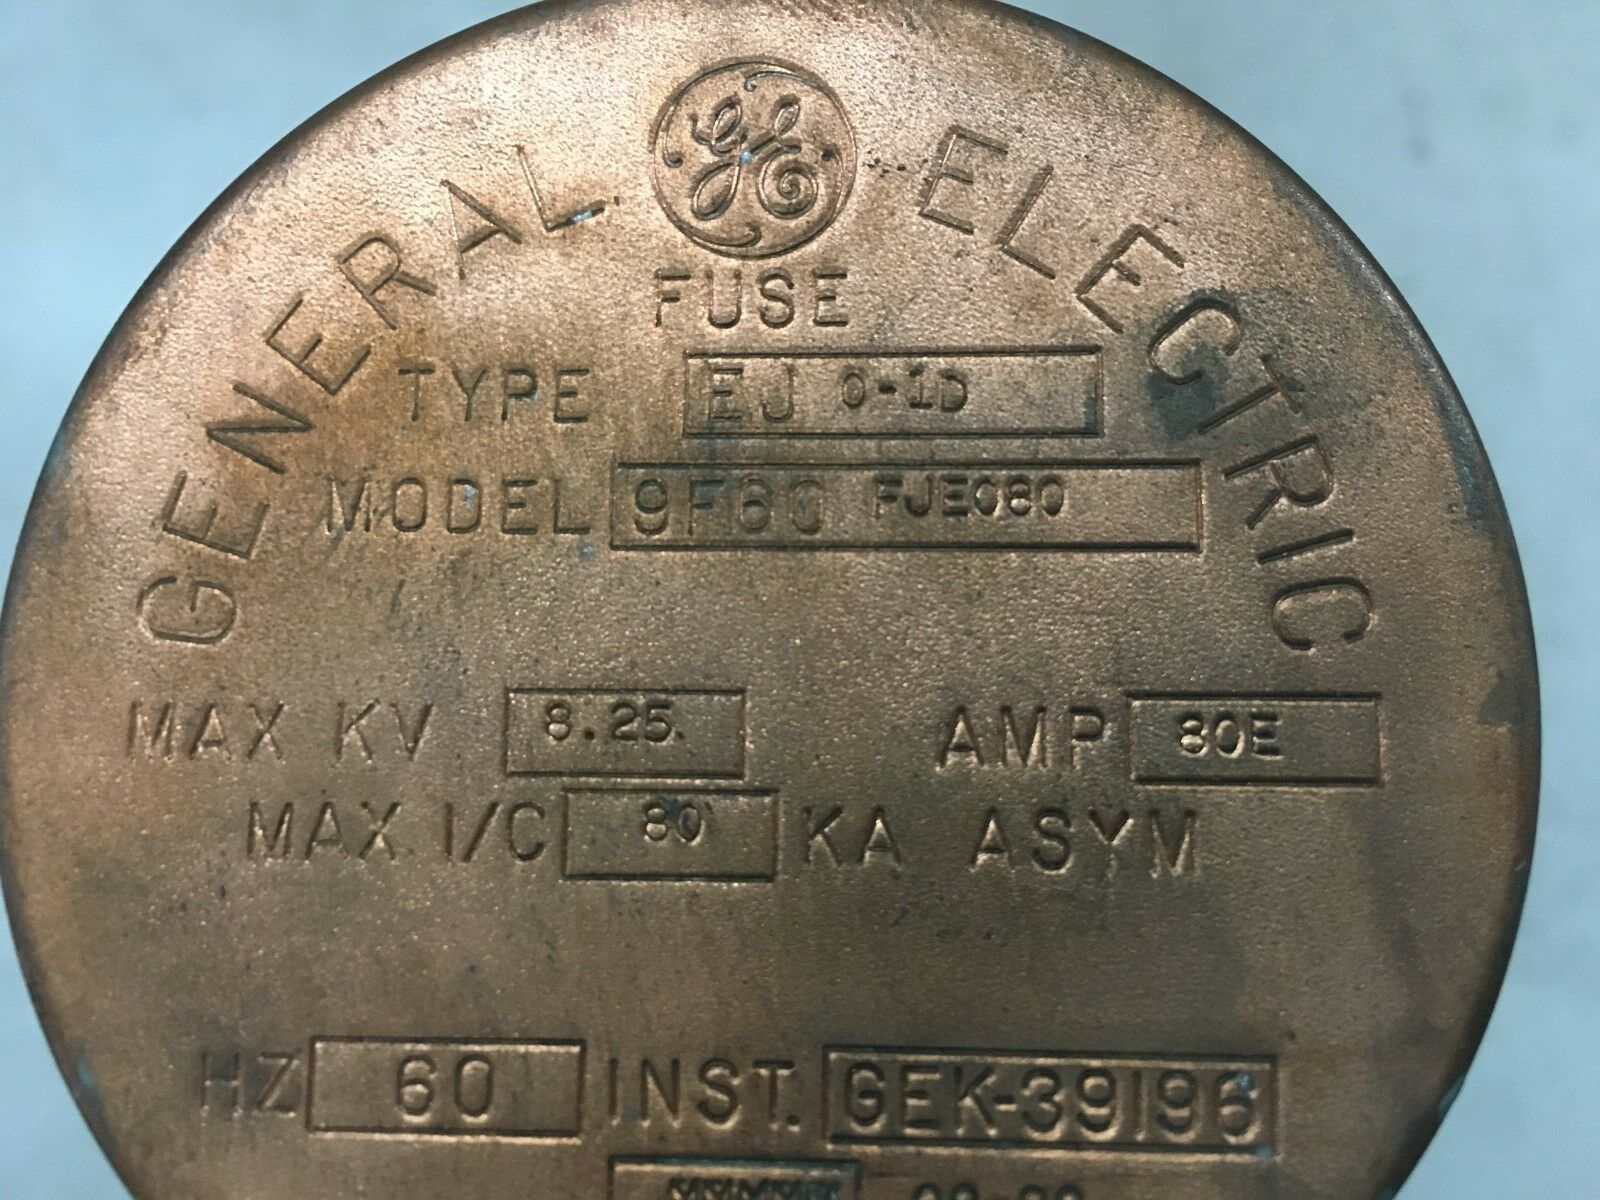 GENERAL GE ELECTRIC
FUSE
TYPE EJ O-1D
MODEL 9F60 FJE080
MAX KV 8.25 AMP 80E
MAX I/C 80 KA ASYM
HZ 60 INST. GEK-39196